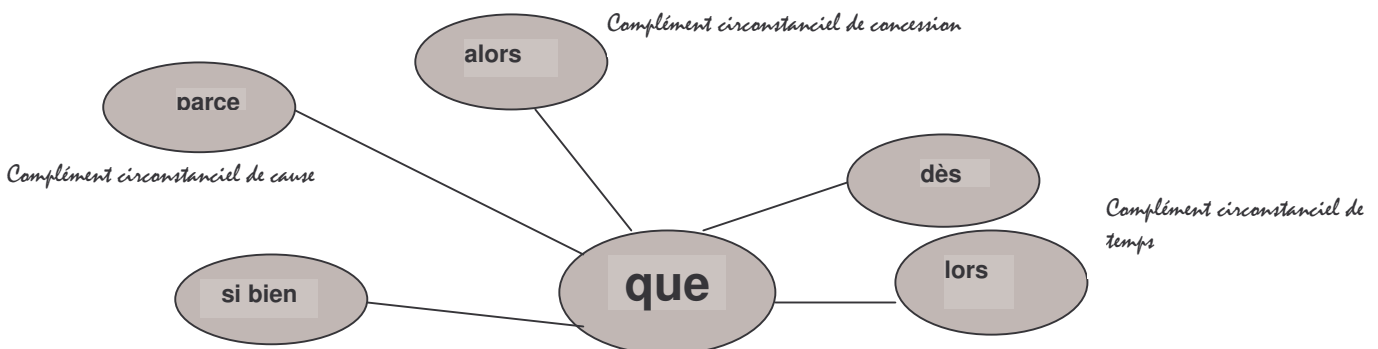 Complément circonstanciel de concession
alors
parce
Complément circonstanciel de cause
dès
Complément circonstanciel de
temps
lors
que
si bien